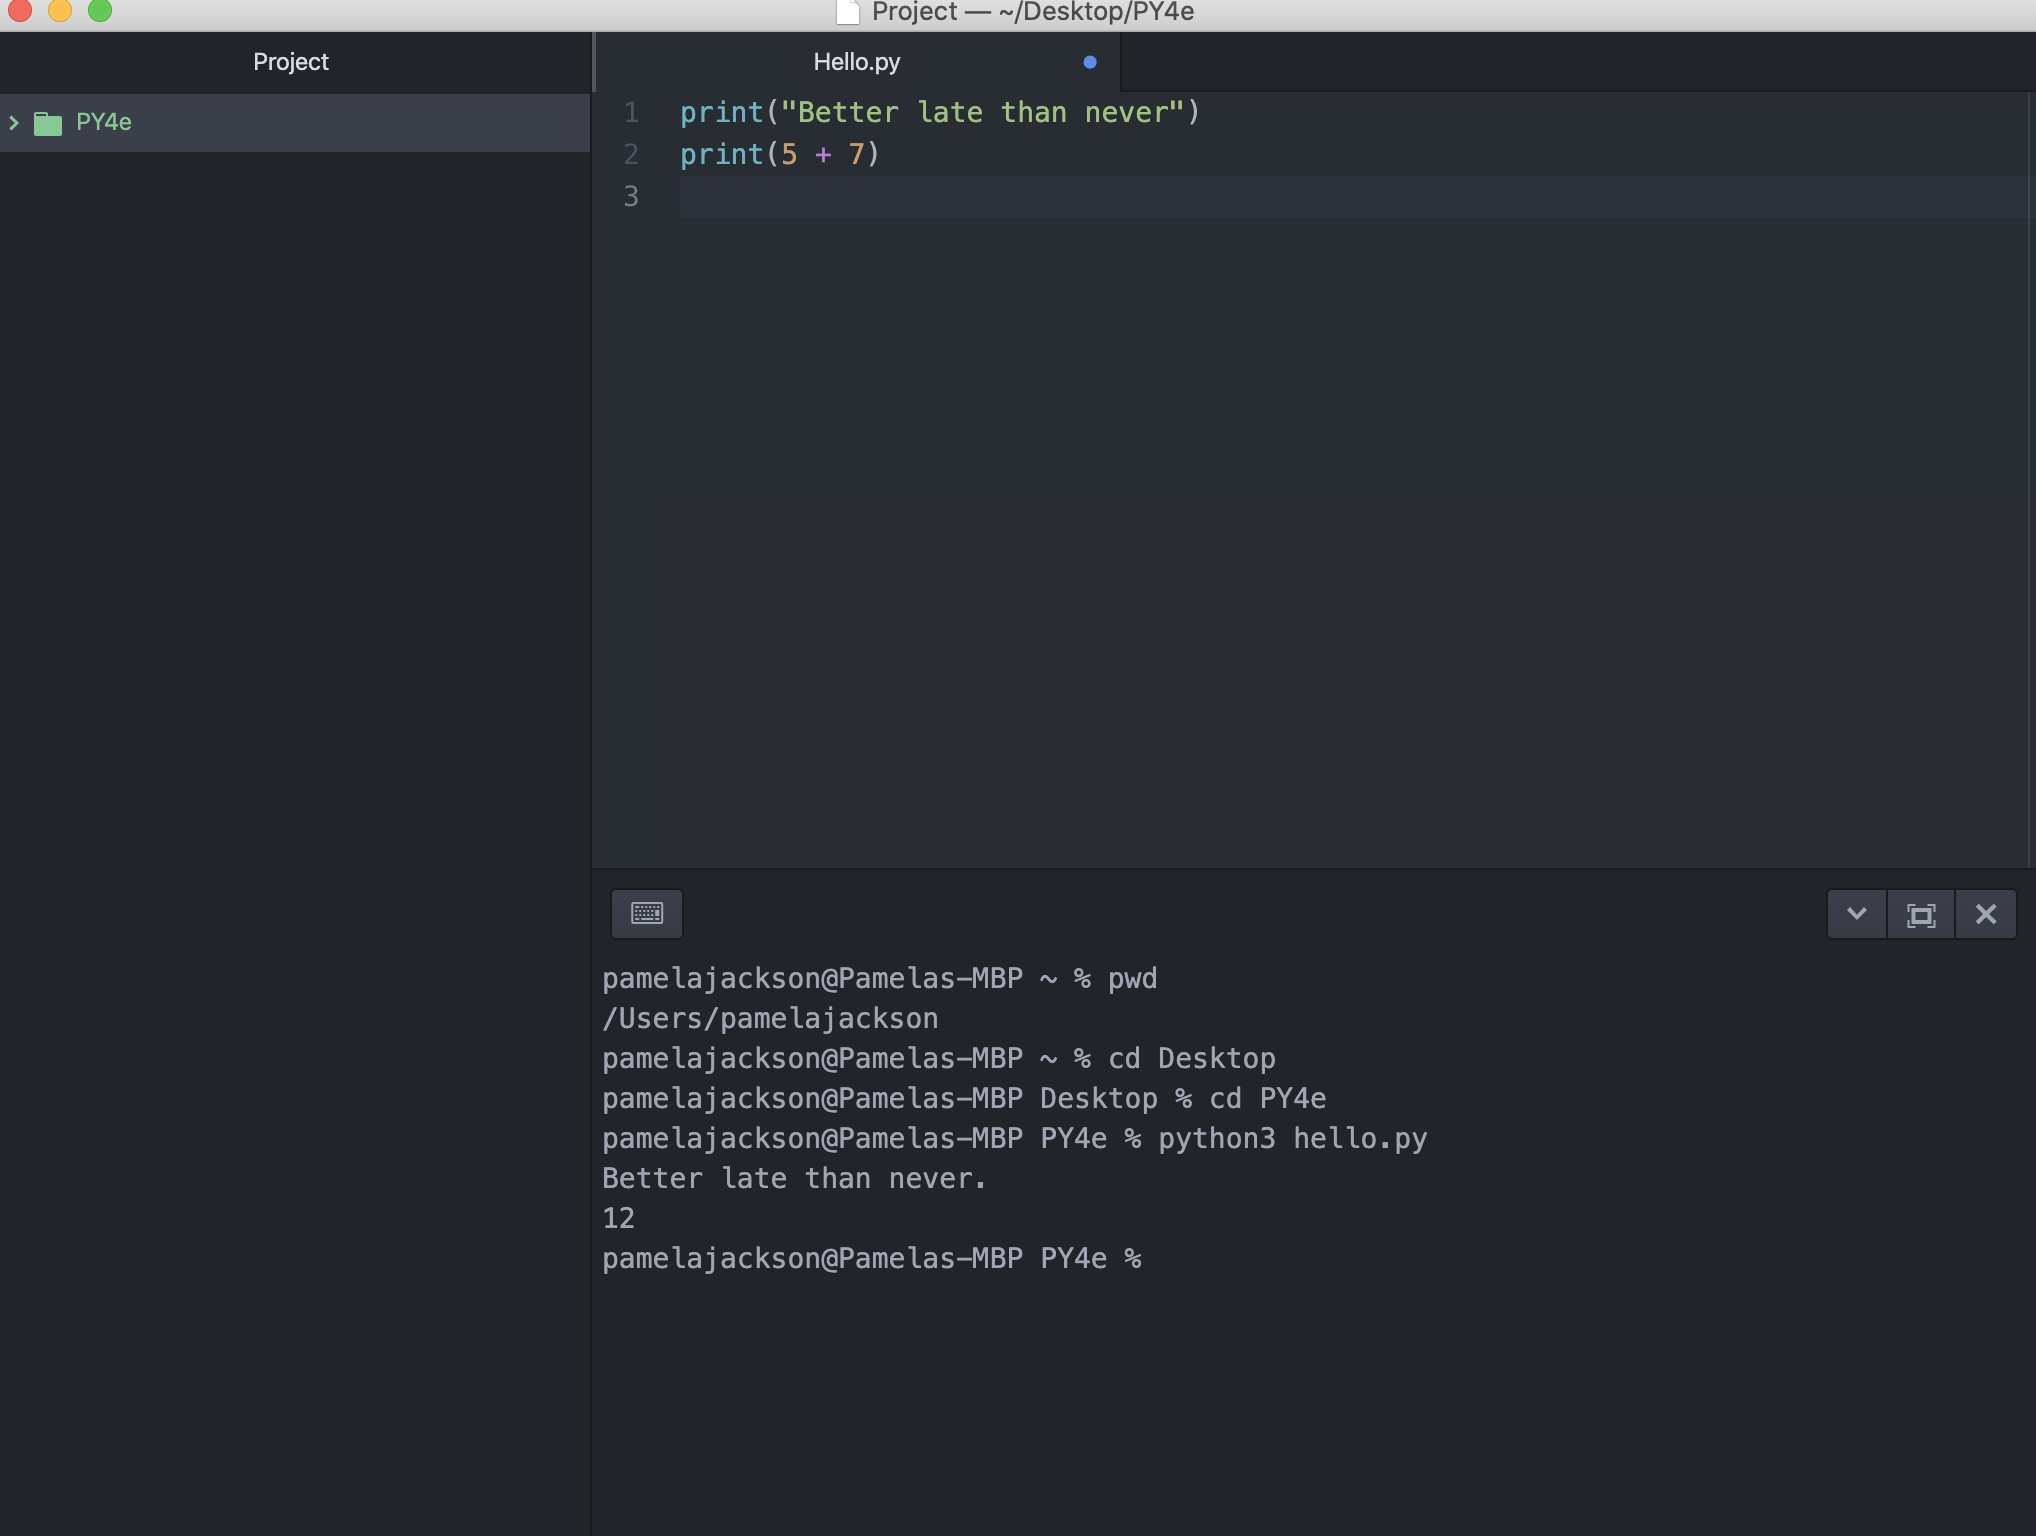 Project — ~/Desktop/PY4e
Project
PY4e
Hello.py
1 print("Better late than never")
2 print(5 + 7)
3
pamelajackson@Pamelas-MBP ~ % pwd
/Users/pamelajackson
pamelajackson@Pamelas-MBP ~ % cd Desktop
pamelajackson@Pamelas-MBP Desktop % cd PY4e
pamelajackson@Pamelas-MBP PY4e % python3 hello.py
Better late than never.
12
pamelajackson@Pamelas-MBP PY4e %